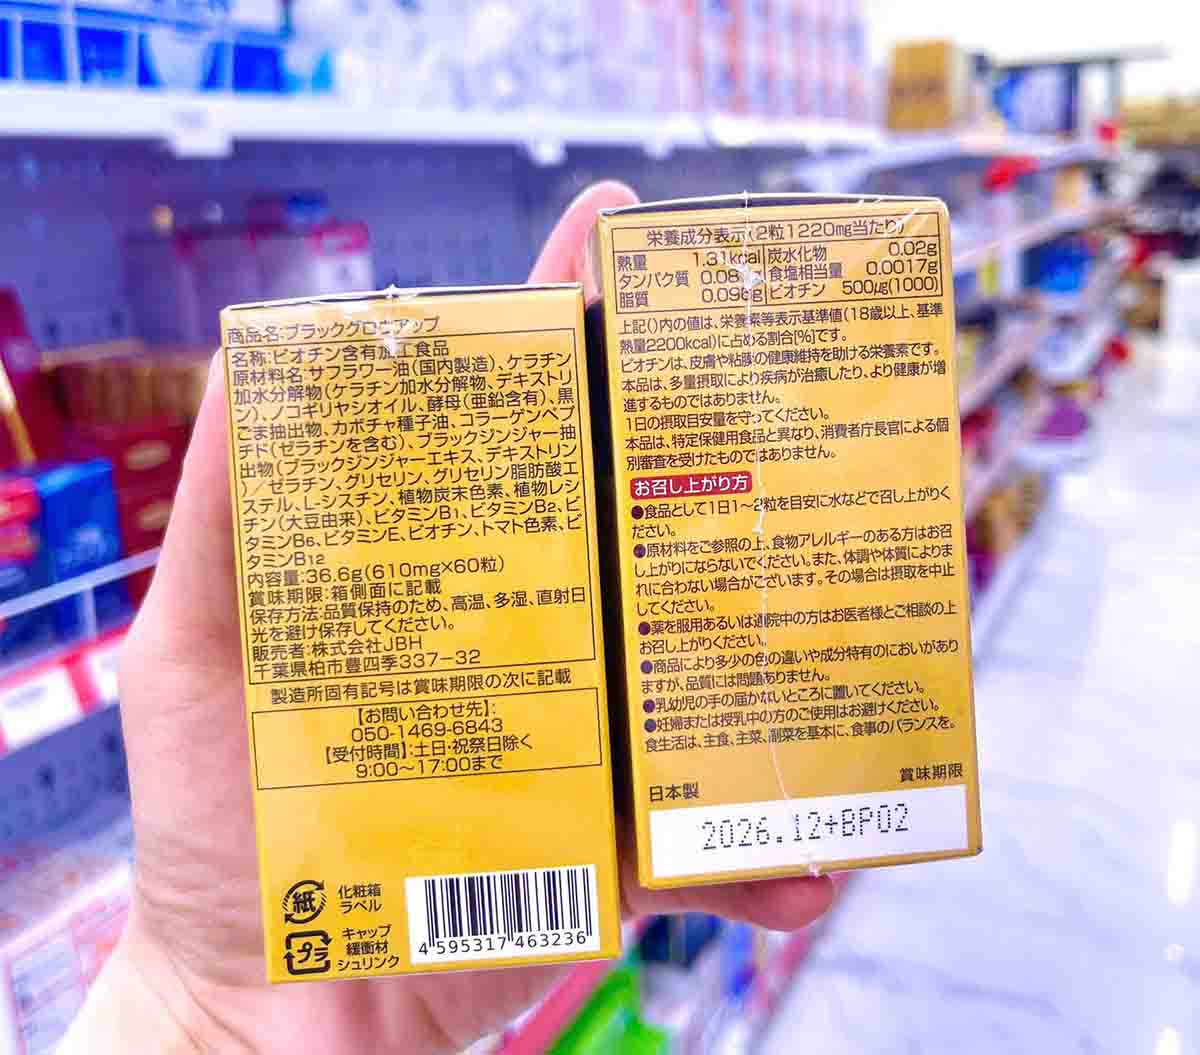 商品名:ブラックグロウアップ
名称:ビオチン含有加工食品
原材料名:サフラワー油(国内製造)、ケラチン
加水分解物(ケラチン加水分解物、デキストリ
ン)、ノコギリヤシオイル、酵母(亜鉛含有)、黒
ごま抽出物、カボチャ種子油、コラーゲンペプ
チド(ゼラチンを含む)、ブラックジンジャー抽
出物(ブラックジンジャーエキス、デキストリン)
/ゼラチン、グリセリン、グリセリン脂肪酸エ
ステル、L-シスチン、植物炭末色素、植物レシ
チン(大豆由来)、ビタミンB1、ビタミンB2、ビ
タミンB6、ビタミンE、ビオチン、トマト色素、ビ
タミンB12
内容量:36.6g(610mg×60粒)
賞味期限:箱側面に記載
保存方法:品質保持のため、高温、多湿、直射日
光を避け保存してください。
販売者:株式会社JBH
千葉県柏市豊四季337-32
製造所固有記号は賞味期限の次に記載
【お問い合わせ先】:
050-1469-6843
【受付時間】:土日・祝祭日除く
9:00~17:00まで
紙 化粧箱
ラベル
プラ キャップ
緩衝材
シュリンク
4 595317 463236
栄養成分表示(2粒1220mg当たり)
熱量 1.31kcal 炭水化物 0.02g
タンパク質 食塩相当量 0.0017g
脂質 0.096g ビオチン 500μg(1000)
上記()内の値は、栄養素等表示基準値(18歳以上、基準
熱量2200kcal)に占める割合[%]です。
ビオチンは、皮膚や粘膜の健康維持を助ける栄養素です。
本品は、多量摂取により疾病が治癒したり、より健康が増
進するものではありません。
1日の摂取目安量を守ってください。
本品は、特定保健用食品と異なり、消費者庁長官による個
別審査を受けたものではありません。
お召し上がり方
●食品として1日1~2粒を目安に水などで召し上がりく
ださい。
●原材料をご参照の上、食物アレルギーのある方はお召
し上がりにならないでください。また、体調や体質によりま
れに合わない場合がございます。その場合は摂取を中止
してください。
●薬を服用あるいは通院中の方はお医者様とご相談の上
お召し上がりください。
●商品により多少の色の違いや成分特有のにおいがあり
ますが、品質には問題ありません。
●乳幼児の手の届かないところに置いてください。
●妊婦または授乳中の方のご使用はお避けください。
食生活は、主食、主菜、副菜を基本に、食事のバランスを。
日本製 賞味期限
2026.12+BP02